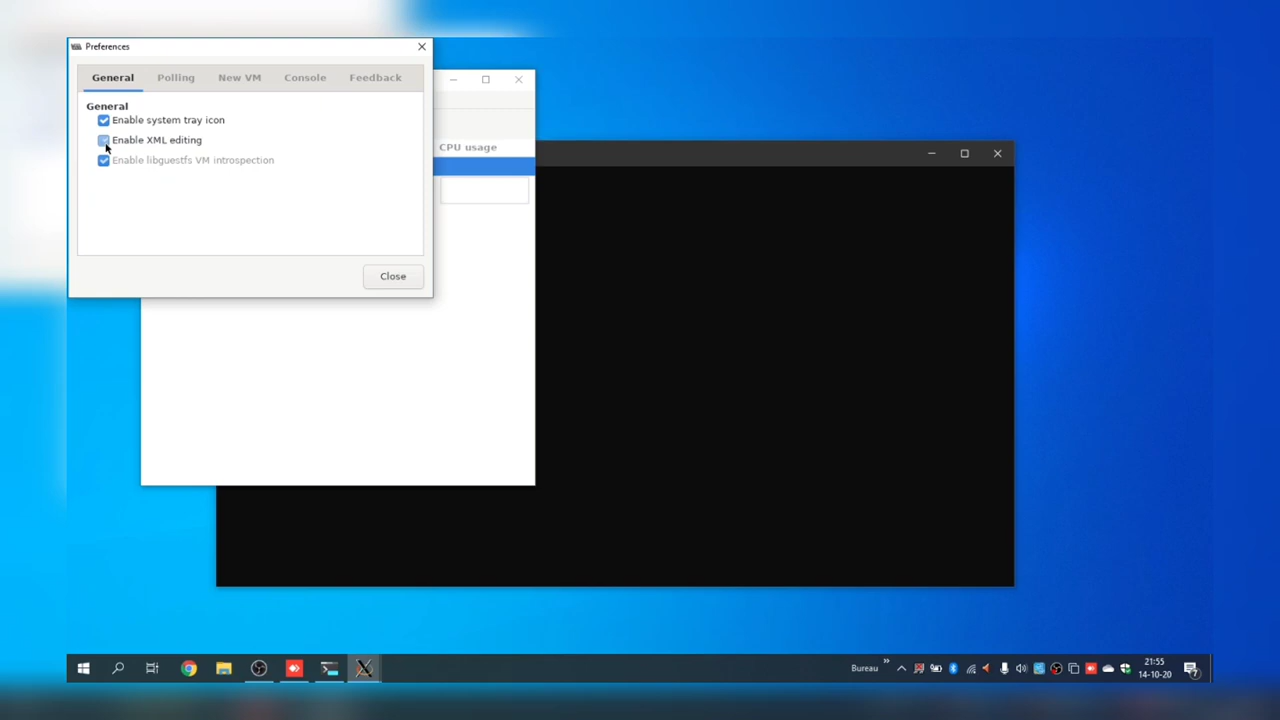 Preferences
General Polling New VM Console Feedback
General
Enable system tray icon
Enable XML editing
Enable libguestfs VM introspection
CPU usage
Close
Bureau
21:55
14-10-20
7